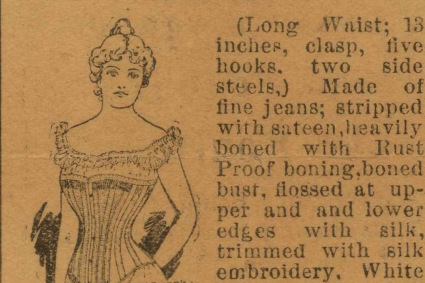 (Long Waist; 13
inches, clasp, five
hooks. two side
steels,) Made of
fine jeans; stripped
with sateen,heavily
boned with Rust
Proof boning,boned
bust, flossed at up-
per and and lower
edges with silk,
trimmed with silk
embroidery. White